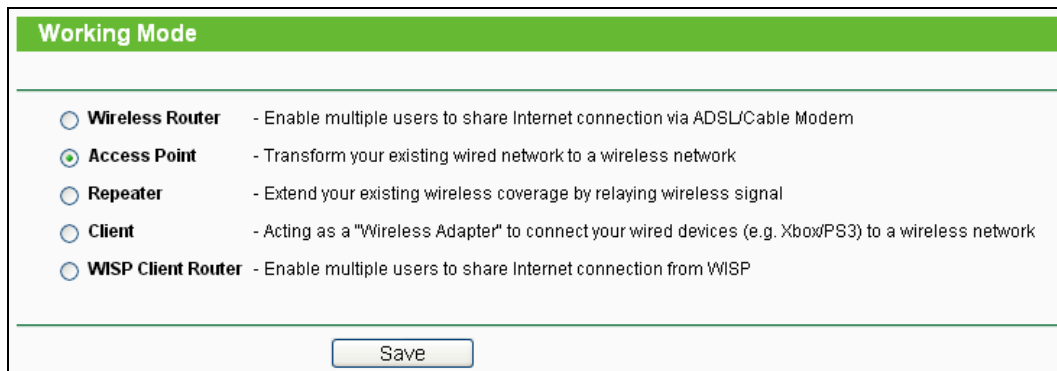 Working Mode
Wireless Router - Enable multiple users to share Internet connection via ADSL/Cable Modem
Access Point - Transform your existing wired network to a wireless network
Repeater - Extend your existing wireless coverage by relaying wireless signal
Client - Acting as a "Wireless Adapter" to connect your wired devices (e.g. Xbox/PS3) to a wireless network
WISP Client Router - Enable multiple users to share Internet connection from WISP
Save